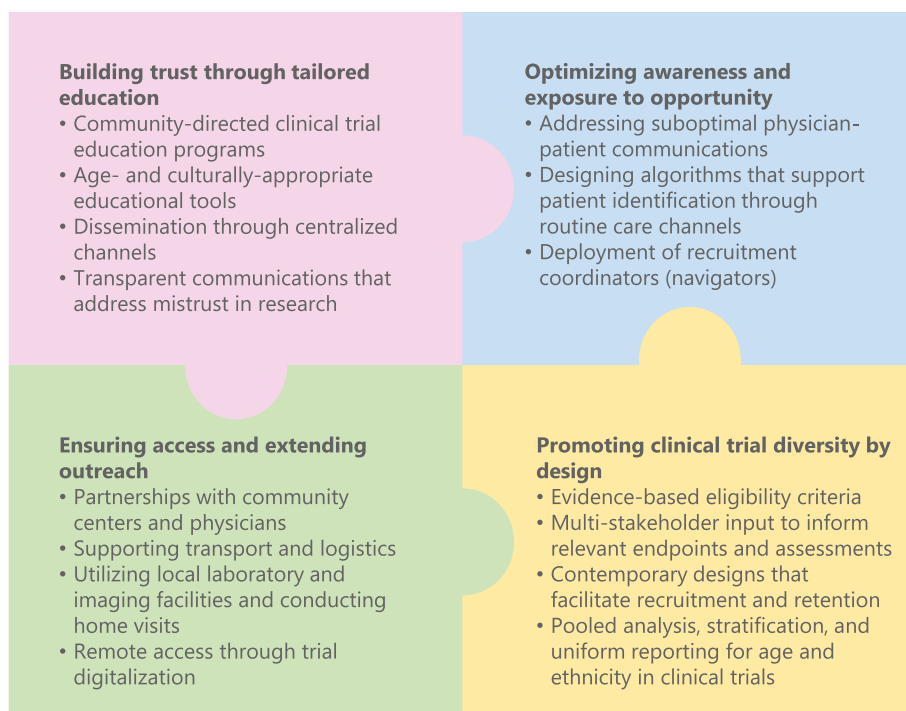 Building trust through tailored
education
• Community-directed clinical trial
education programs
• Age- and culturally-appropriate
educational tools
• Dissemination through centralized
channels
• Transparent communications that
address mistrust in research
Optimizing awareness and
exposure to opportunity
• Addressing suboptimal physician-
patient communications
• Designing algorithms that support
patient identification through
routine care channels
• Deployment of recruitment
coordinators (navigators)
Ensuring access and extending
outreach
• Partnerships with community
centers and physicians
• Supporting transport and logistics
• Utilizing local laboratory and
imaging facilities and conducting
home visits
• Remote access through trial
digitalization
Promoting clinical trial diversity by
design
• Evidence-based eligibility criteria
• Multi-stakeholder input to inform
relevant endpoints and assessments
• Contemporary designs that
facilitate recruitment and retention
• Pooled analysis, stratification, and
uniform reporting for age and
ethnicity in clinical trials